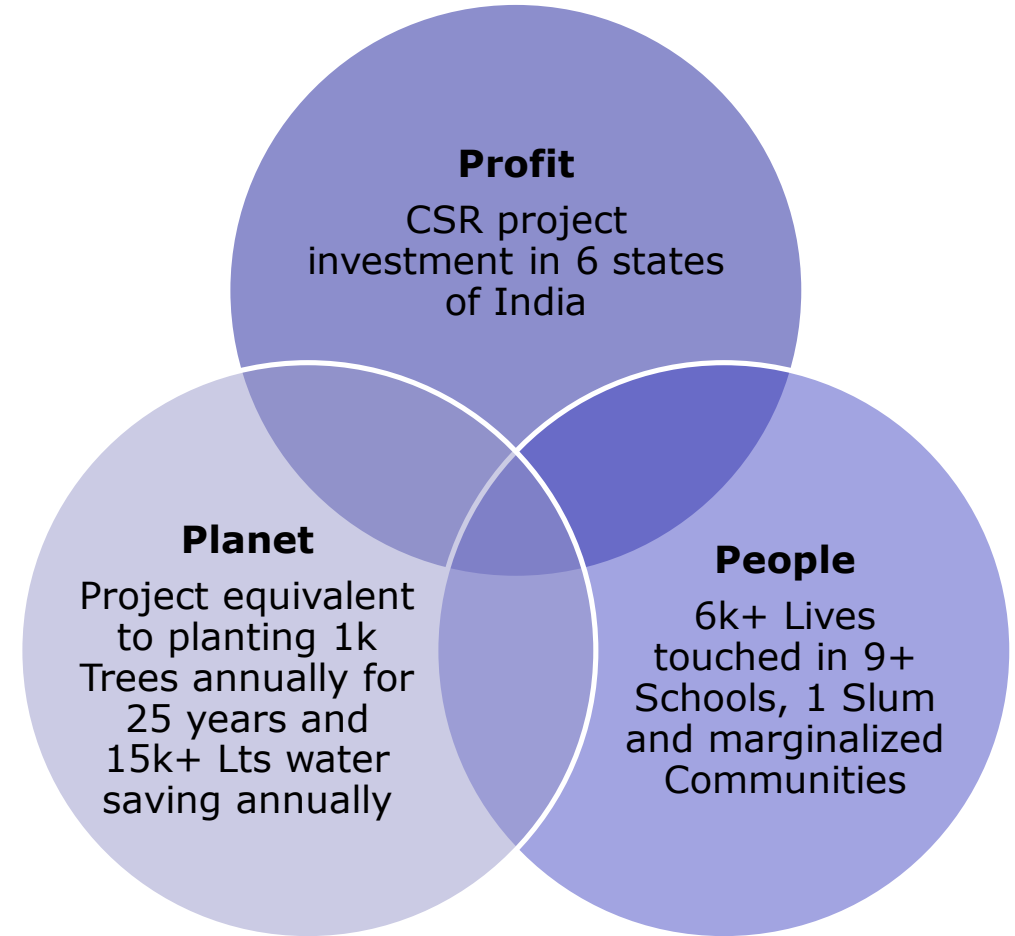 Profit
CSR project
investment in 6 states
of India
Planet
Project equivalent
to planting 1k
Trees annually for
25 years and
15k+ Lts water
saving annually
People
6k+ Lives
touched in 9+
Schools, 1 Slum
and marginalized
Communities